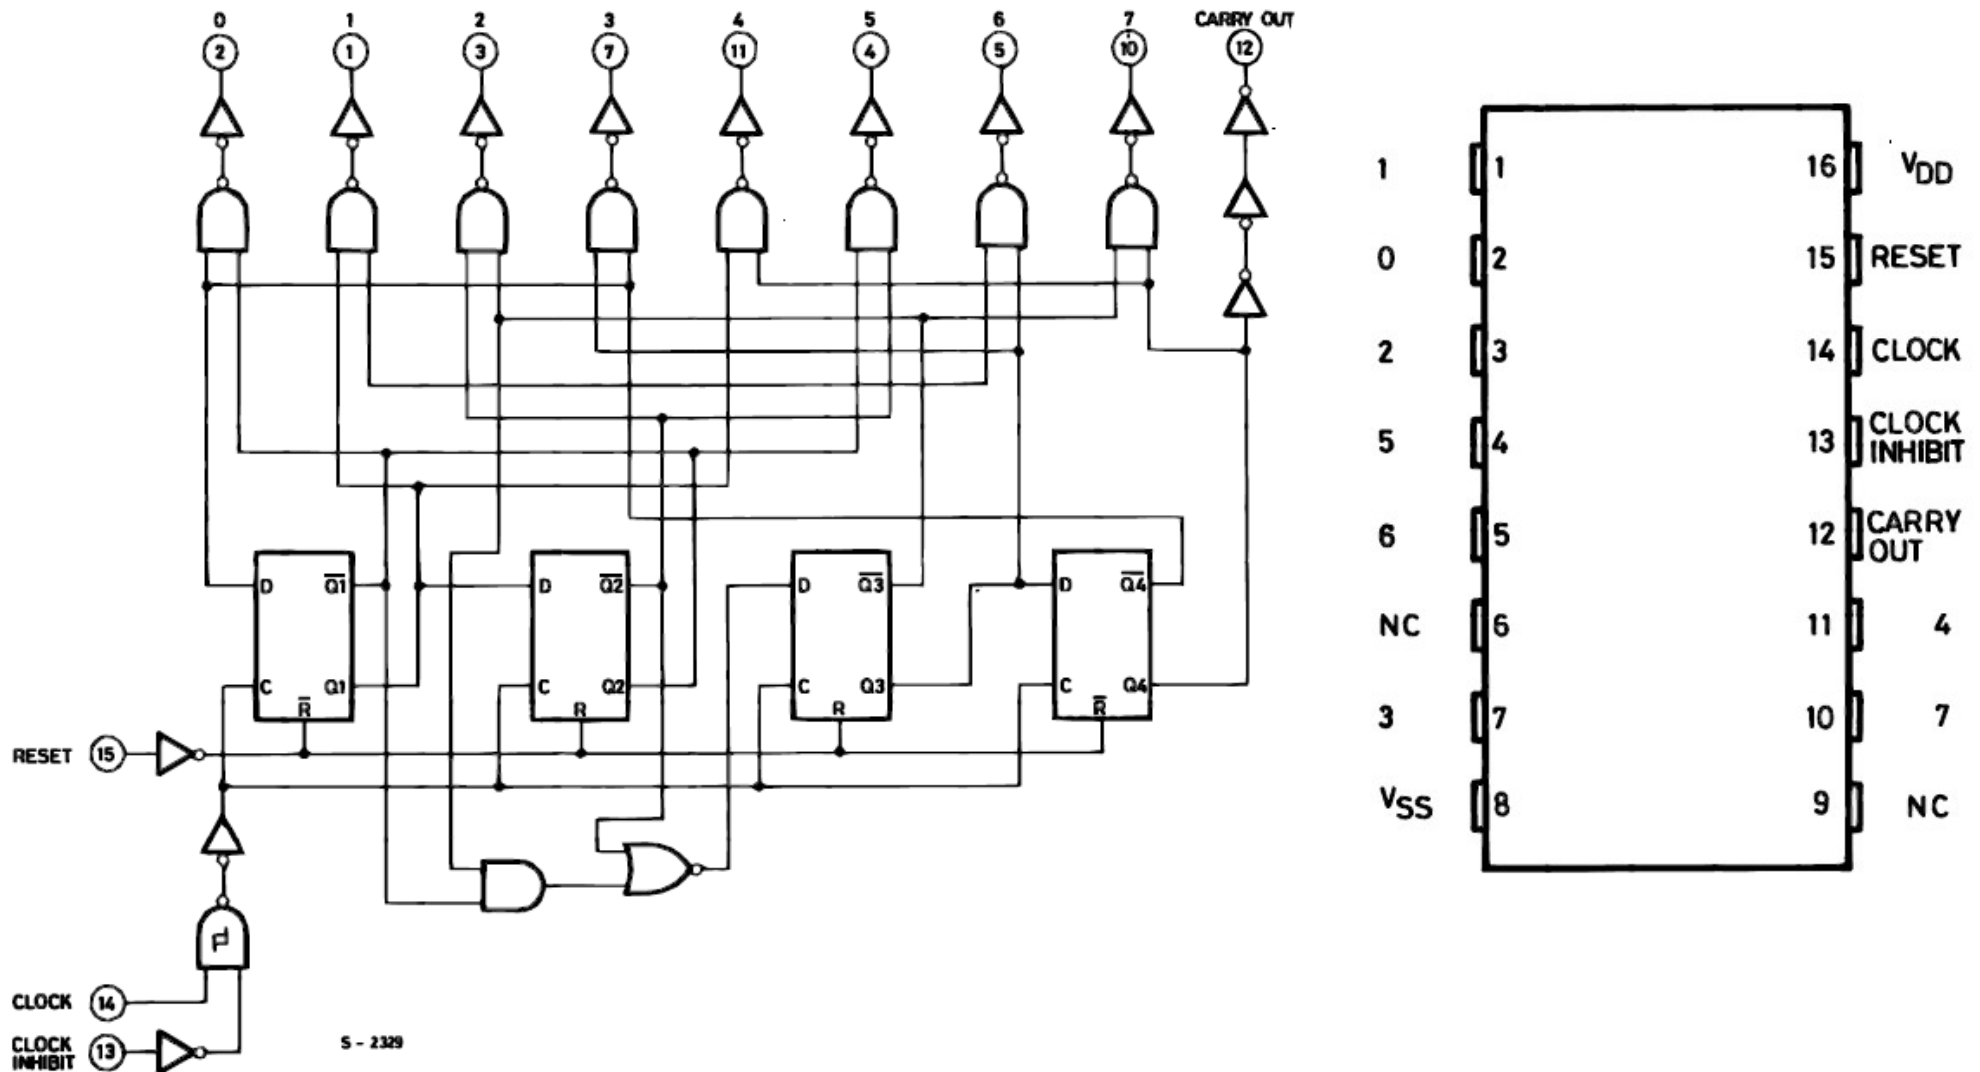 0 1 2 3 4 5 6 7 CARRY OUT
2 1 3 7 11 4 5 10 12
D Q1 D Q2 D Q3 D Q4
C Q1 C Q2 C Q3 C Q4
R R R R
RESET 15
CLOCK 14
CLOCK
INHIBIT 13
S - 2329
1 1 16 VDD
0 2 15 RESET
2 3 14 CLOCK
5 4 13 CLOCK
INHIBIT
6 5 12 CARRY
OUT
NC 6 11 4
3 7 10 7
VSS 8 9 NC